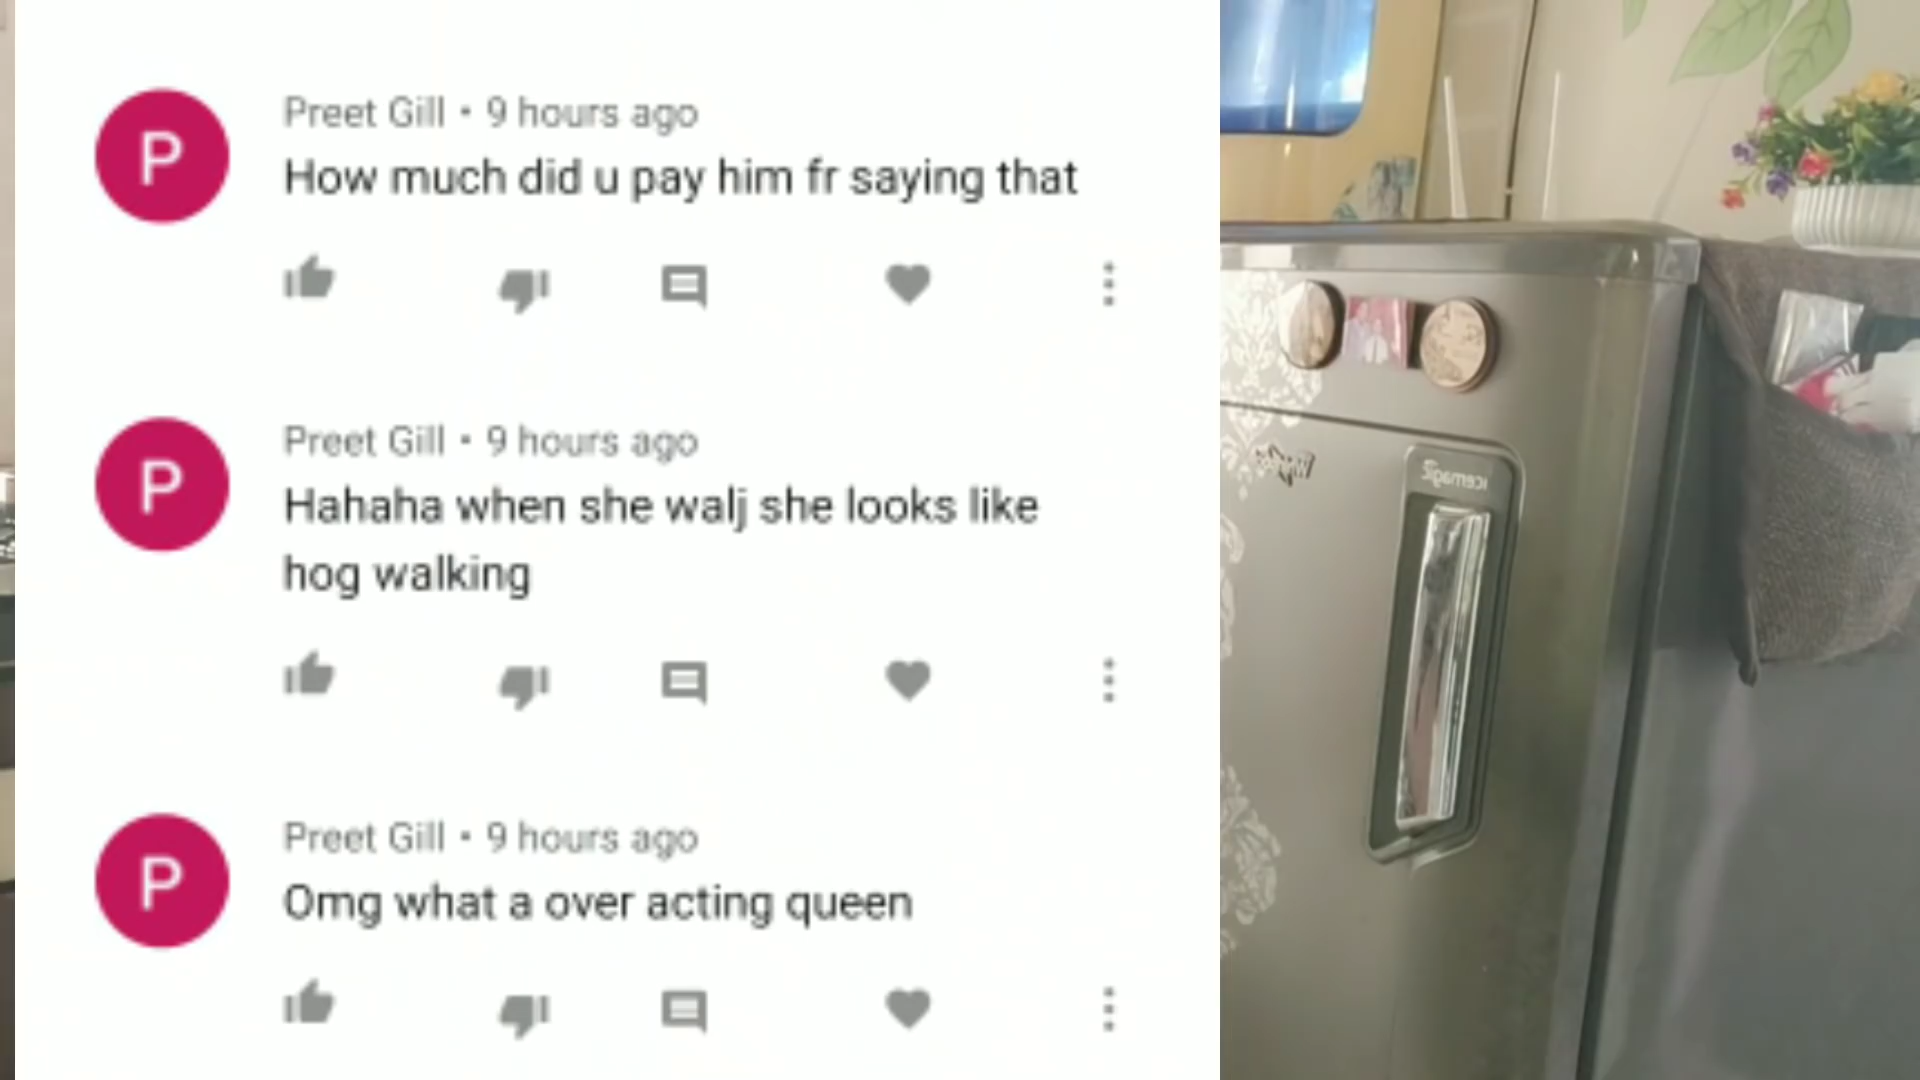 Preet Gill • 9 hours ago
How much did u pay him fr saying that
Preet Gill • 9 hours ago
Hahaha when she walj she looks like
hog walking
Preet Gill • 9 hours ago
Omg what a over acting queen
P
P
P
icemagic